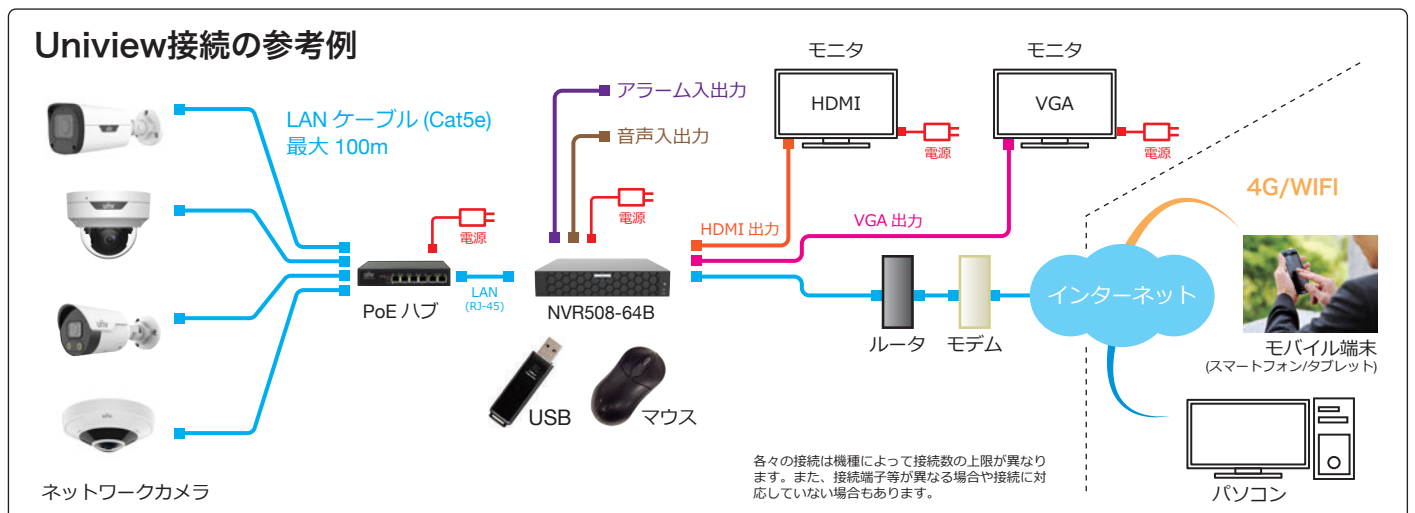 Uniview接続の参考例
LAN ケーブル (Cat5e)
最大 100m
アラーム入出力
音声入出力
電源
電源
モニタ
HDMI
電源
モニタ
VGA
電源
HDMI 出力
VGA 出力
4G/WIFI
PoE ハブ
LAN
(RJ-45)
NVR508-64B
USB
マウス
ルータ
モデム
インターネット
モバイル端末
(スマートフォン/タブレット)
パソコン
ネットワークカメラ
各々の接続は機種によって接続数の上限が異なり
ます。また、接続端子等が異なる場合や接続に対
応していない場合もあります。